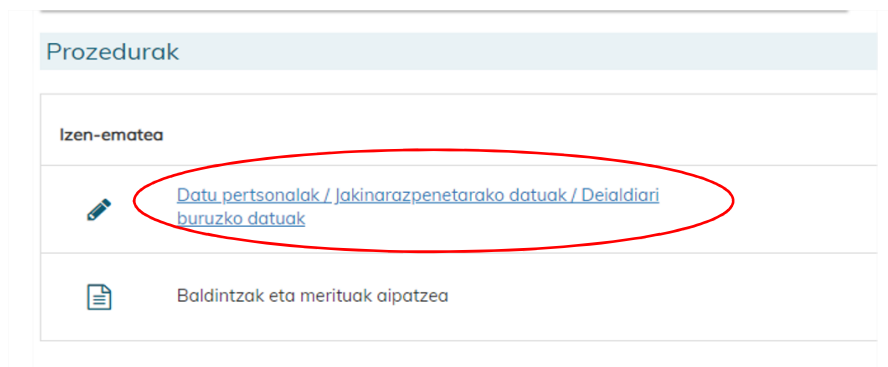 Prozedurak
Izen-ematea
Datu pertsonalak / Jakinarazpenetarako datuak / Deialdiari
buruzko datuak
Baldintzak eta merituak aipatzea